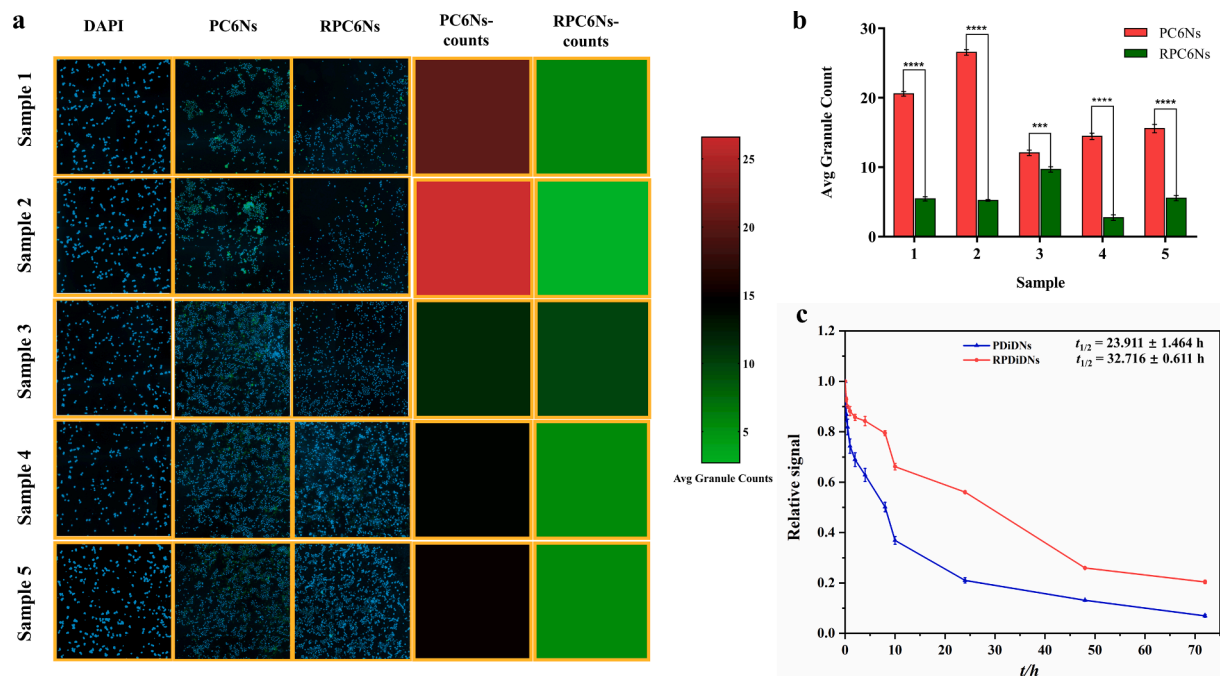 a
DAPI
PC6Ns
RPC6Ns
PC6Ns-
counts
RPC6Ns-
counts
Sample 1
Sample 2
Sample 3
Sample 4
Sample 5
25
20
15
10
5
Avg Granule Counts
b
30
20
10
0
Avg Granule Count
****
****
***
****
****
PC6Ns
RPC6Ns
1
2
3
4
5
Sample
c
1.2
1.0
0.8
0.6
0.4
0.2
0.0
Relative signal
PDiDNs t1/2 = 23.911 ± 1.464 h
RPDiDNs t1/2 = 32.716 ± 0.611 h
0
10
20
30
40
50
60
70
t/h